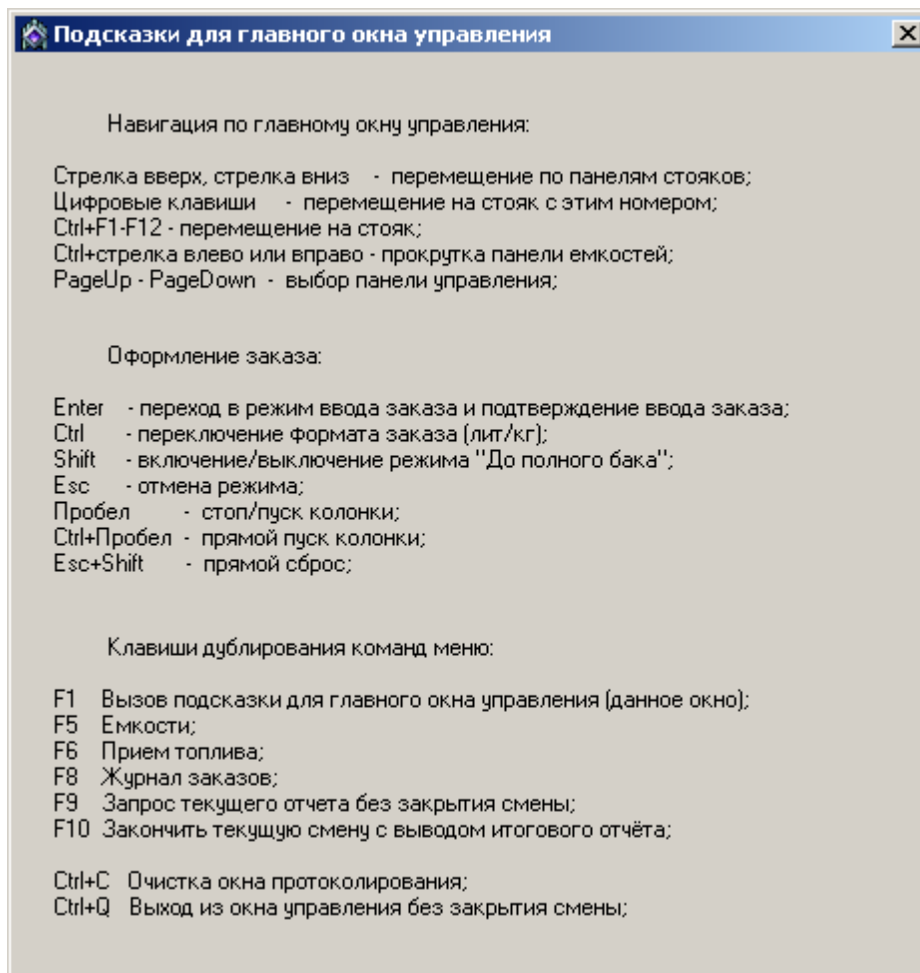 Подсказки для главного окна управления
Навигация по главному окну управления:
Стрелка вверх, стрелка вниз - перемещение по панелям стояков;
Цифровые клавиши - перемещение на стояк с этим номером;
Ctrl+F1-F12 - перемещение на стояк;
Ctrl+стрелка влево или вправо - прокрутка панели емкостей;
PageUp - PageDown - выбор панели управления;
Оформление заказа:
Enter - переход в режим ввода заказа и подтверждение ввода заказа;
Ctrl - переключение формата заказа (лит/кг);
Shift - включение/выключение режима "До полного бака";
Esc - отмена режима;
Пробел - стоп/пуск колонки;
Ctrl+Пробел - прямой пуск колонки;
Esc+Shift - прямой сброс;
Клавиши дублирования команд меню:
F1 Вызов подсказки для главного окна управления (данное окно);
F5 Емкости;
F6 Прием топлива;
F8 Журнал заказов;
F9 Запрос текущего отчета без закрытия смены;
F10 Закончить текущую смену с выводом итогового отчёта;
Ctrl+C Очистка окна протоколирования;
Ctrl+Q Выход из окна управления без закрытия смены;